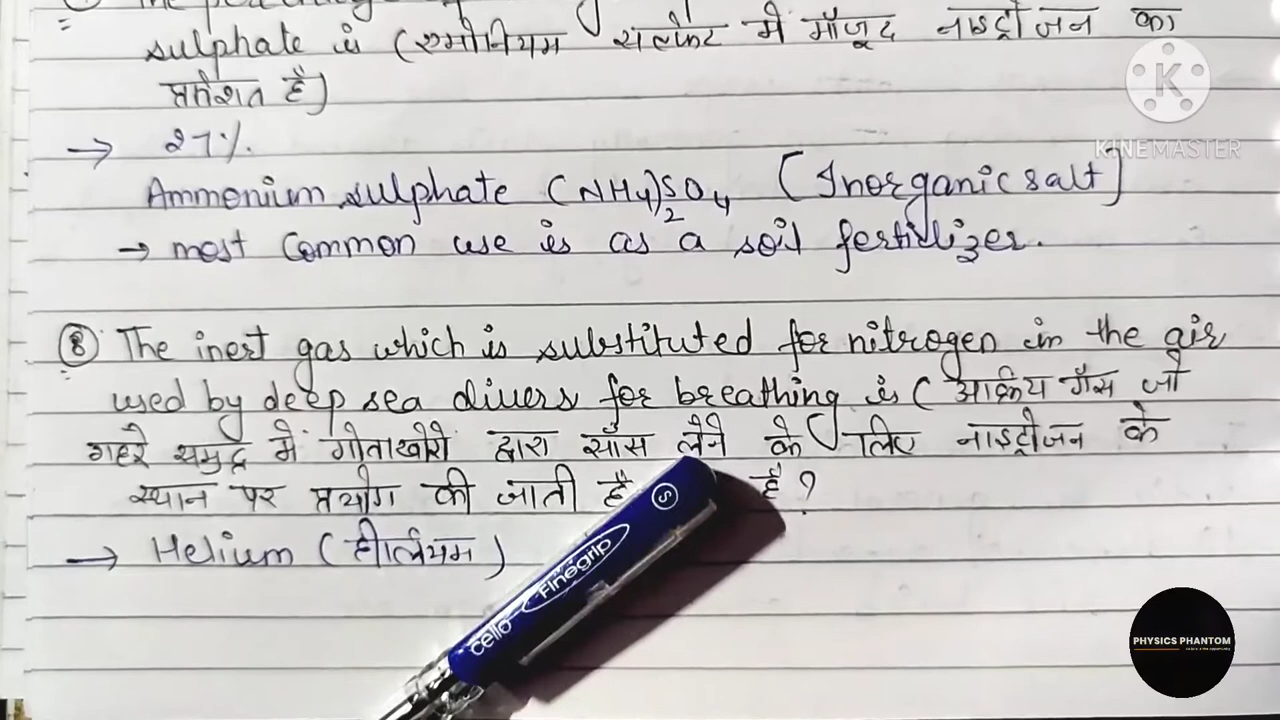 sulphate is (एमोनियम सल्फेट में मौजूद नाइट्रोजन का
प्रतिशत है)
→ 27%.
Ammonium sulphate (NH4)2SO4 [Inorganic salt]
→ most common use is as a soil fertilizer.
⑧ The inert gas which is substituted for nitrogen in the air
used by deep sea divers for breathing is ( अक्रिय गैस जो
गहरे समुद्र में गोताखोरो द्वारा साँस लेने के लिए नाइट्रोजन के
स्थान पर प्रयोग की जाती है है ?
→ Helium (हीलियम)
K
KINEMASTER
cello Finegrip
S
PHYSICS PHANTOM